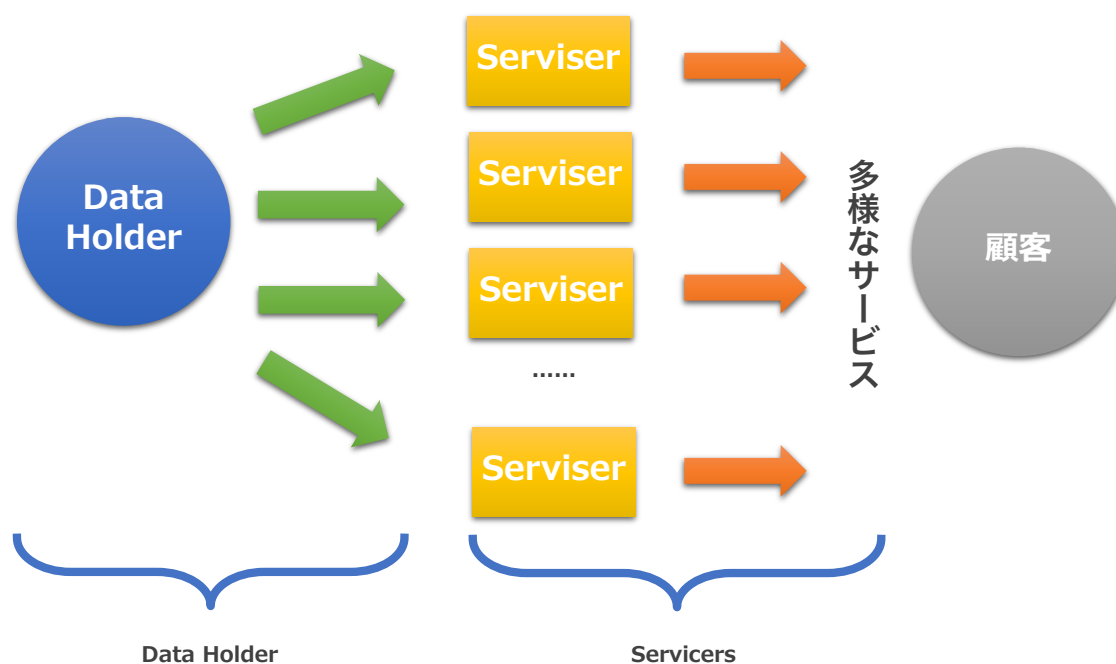 Data
Holder
Serviser
Serviser
Serviser
......
Serviser
多様なサービス
顧客
Data Holder
Servicers